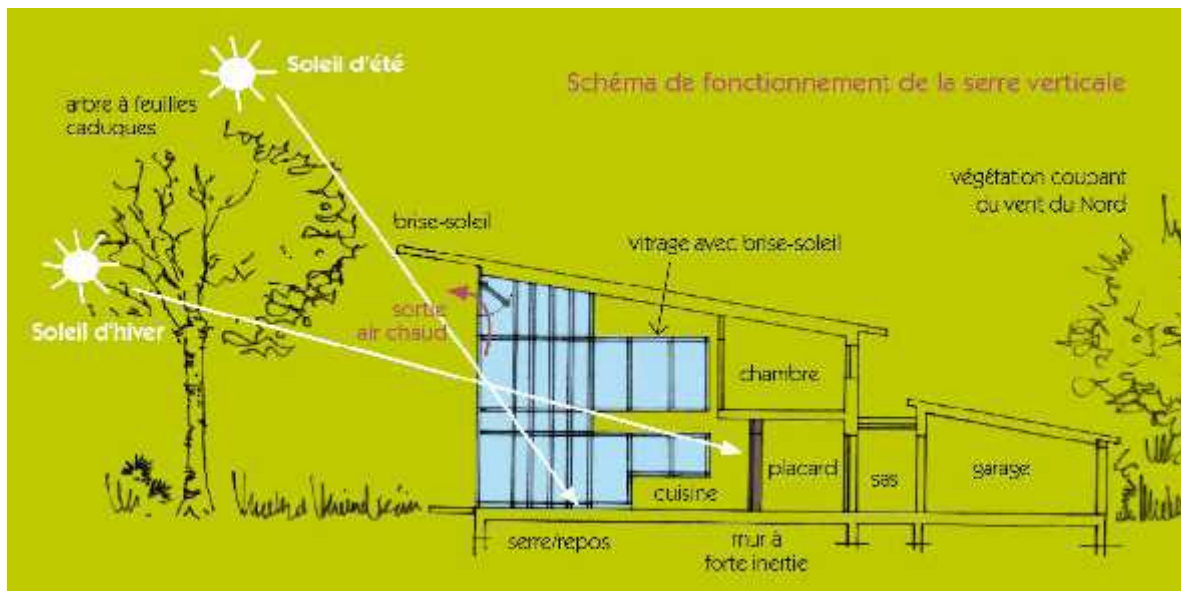 Soleil d'été
Schéma de fonctionnement de la serre verticale
arbre à feuilles
caduques
végétation coupant
du vent du Nord
brise-soleil
vitrage avec brise-soleil
sortie
air chaud
Soleil d'hiver
chambre
placard
sas
garage
cuisine
serre/repos
mur à
forte inertie